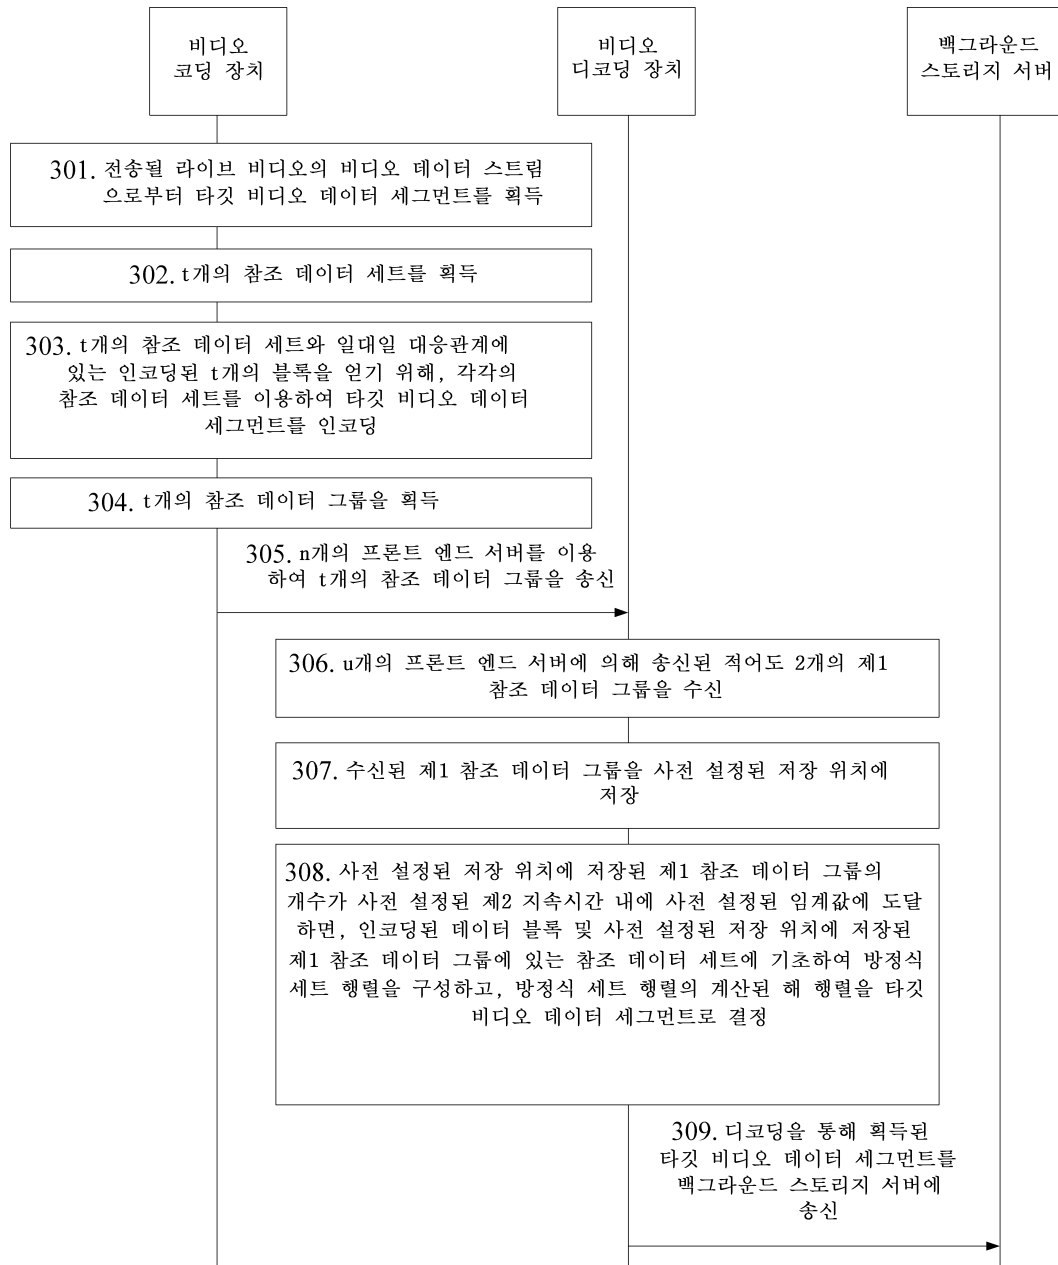 비디오
코딩 장치
비디오
디코딩 장치
백그라운드
스토리지 서버
301. 전송될 라이브 비디오의 비디오 데이터 스트림
으로부터 타깃 비디오 데이터 세그먼트를 획득
302. t개의 참조 데이터 세트를 획득
303. t개의 참조 데이터 세트와 일대일 대응관계에
있는 인코딩된 t개의 블록을 얻기 위해, 각각의
참조 데이터 세트를 이용하여 타깃 비디오 데이터
세그먼트를 인코딩
304. t개의 참조 데이터 그룹을 획득
305. n개의 프론트 엔드 서버를 이용
하여 t개의 참조 데이터 그룹을 송신
306. u개의 프론트 엔드 서버에 의해 송신된 적어도 2개의 제1
참조 데이터 그룹을 수신
307. 수신된 제1 참조 데이터 그룹을 사전 설정된 저장 위치에
저장
308. 사전 설정된 저장 위치에 저장된 제1 참조 데이터 그룹의
개수가 사전 설정된 제2 지속시간 내에 사전 설정된 임계값에 도달
하면, 인코딩된 데이터 블록 및 사전 설정된 저장 위치에 저장된
제1 참조 데이터 그룹에 있는 참조 데이터 세트에 기초하여 방정식
세트 행렬을 구성하고, 방정식 세트 행렬의 계산된 해 행렬을 타깃
비디오 데이터 세그먼트로 결정
309. 디코딩을 통해 획득된
타깃 비디오 데이터 세그먼트를
백그라운드 스토리지 서버에
송신